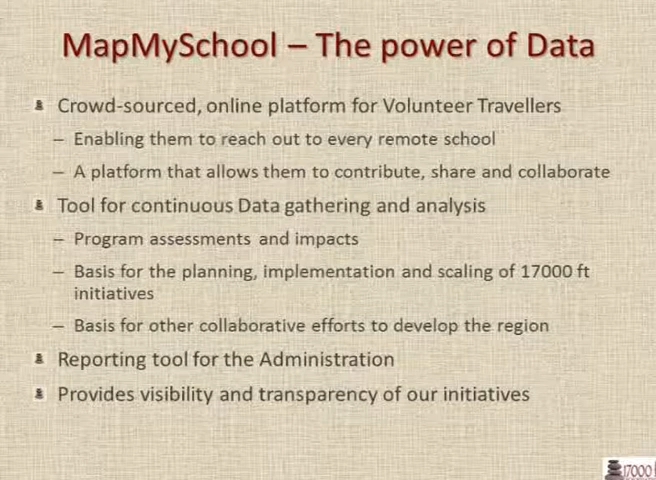 MapMySchool – The power of Data
Crowd-sourced, online platform for Volunteer Travellers
– Enabling them to reach out to every remote school
– A platform that allows them to contribute, share and collaborate
Tool for continuous Data gathering and analysis
– Program assessments and impacts
– Basis for the planning, implementation and scaling of 17000 ft
initiatives
– Basis for other collaborative efforts to develop the region
Reporting tool for the Administration
Provides visibility and transparency of our initiatives
17000